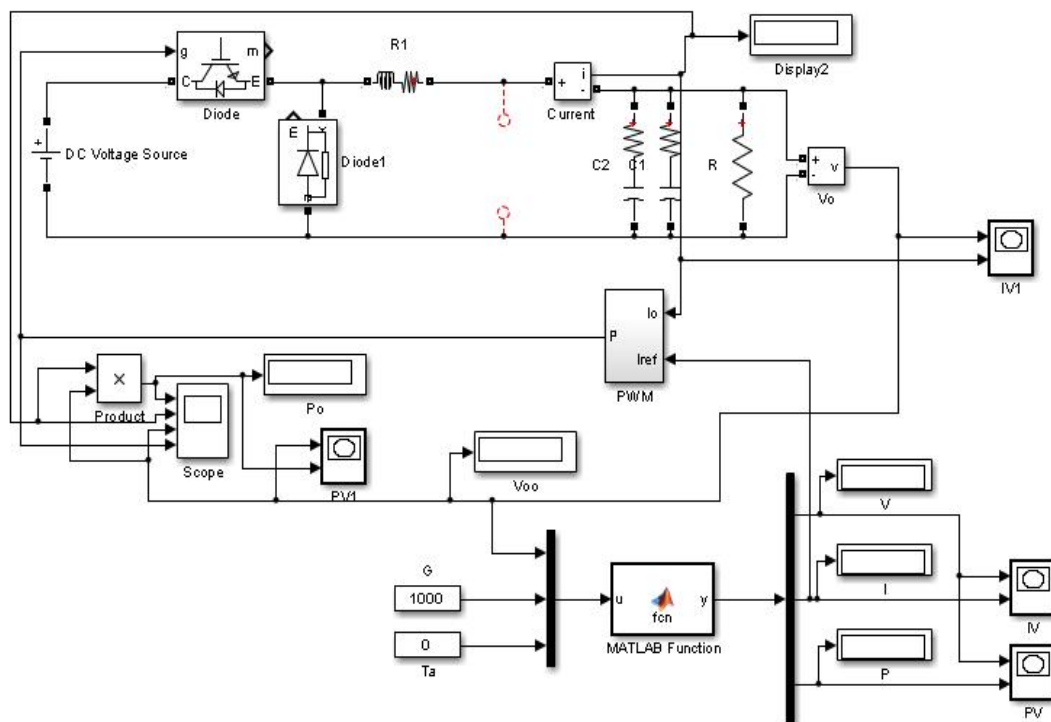 g
m
C
E
Diode
R1
+
i
-
Current
Display2
+
DC Voltage Source
m
Diode1
C2
C1
R
+
-
v
Vo
IV1
Io
P
Iref
PWM
×
Product
Scope
Po
PV1
Voo
V
G
1000
I
u
fcn
y
MATLAB Function
0
Ta
IV
P
PV